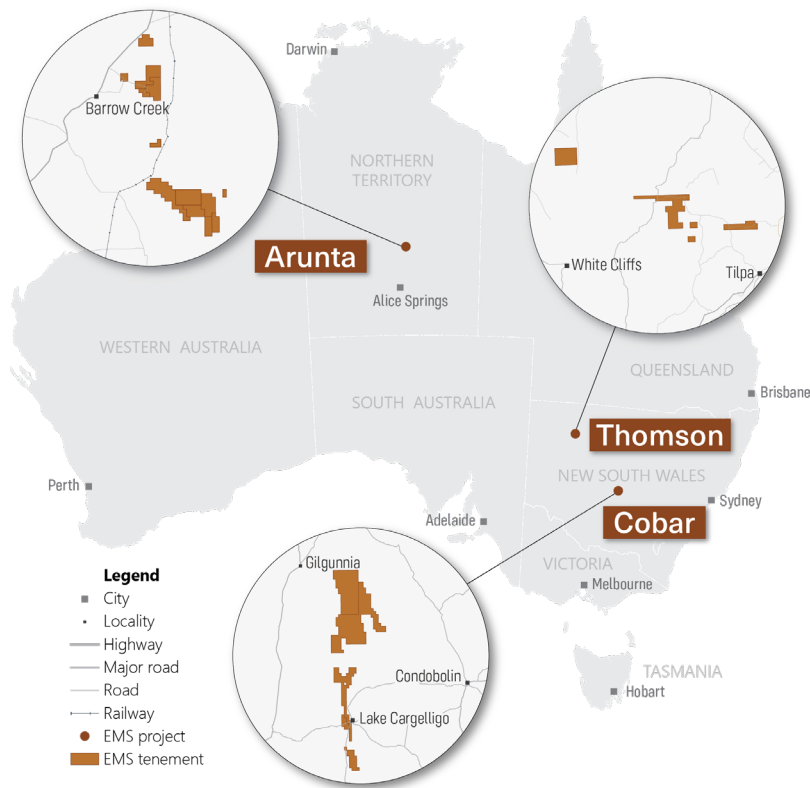 Darwin
Barrow Creek
NORTHERN
TERRITORY
White Cliffs
Tilpa
Arunta
Alice Springs
WESTERN AUSTRALIA
QUEENSLAND
SOUTH AUSTRALIA
Brisbane
Thomson
NEW SOUTH WALES
Perth
Sydney
Adelaide
Cobar
Gilgunnia
VICTORIA
Melbourne
Condobolin
TASMANIA
Hobart
Lake Cargelligo
Legend
City
Locality
Highway
Major road
Road
Railway
EMS project
EMS tenement